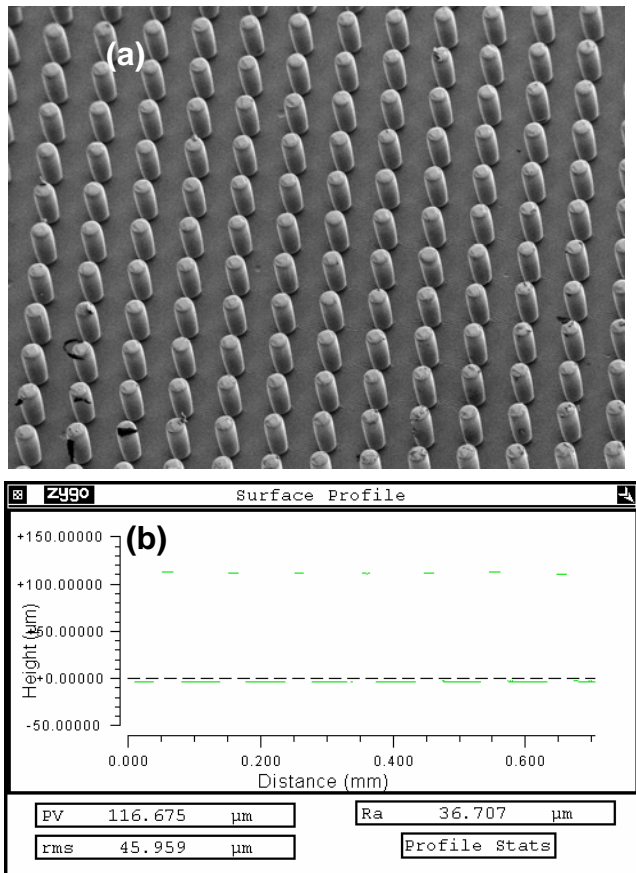 (a)
zygo Surface Profile
(b)
+150.00000
+100.00000
+50.00000
+0.00000
-50.00000
Height (µm)
0.000 0.200 0.400 0.600
Distance (mm)
PV 116.675 µm Ra 36.707 µm
rms 45.959 µm Profile Stats